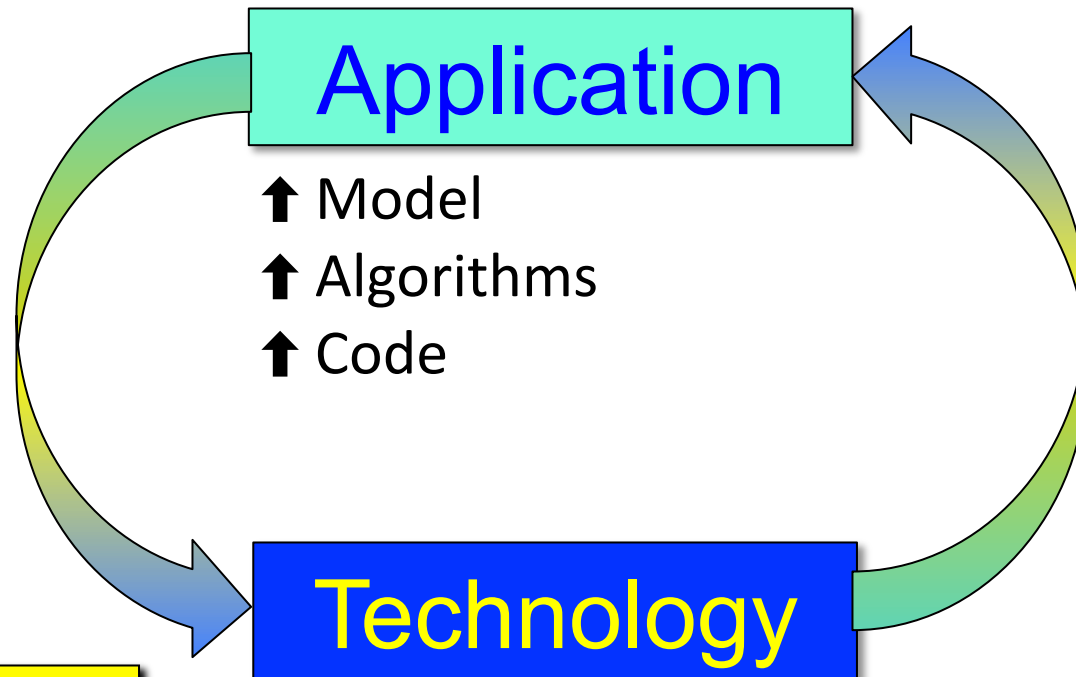 Application
⬆ Model
⬆ Algorithms
⬆ Code
Technology